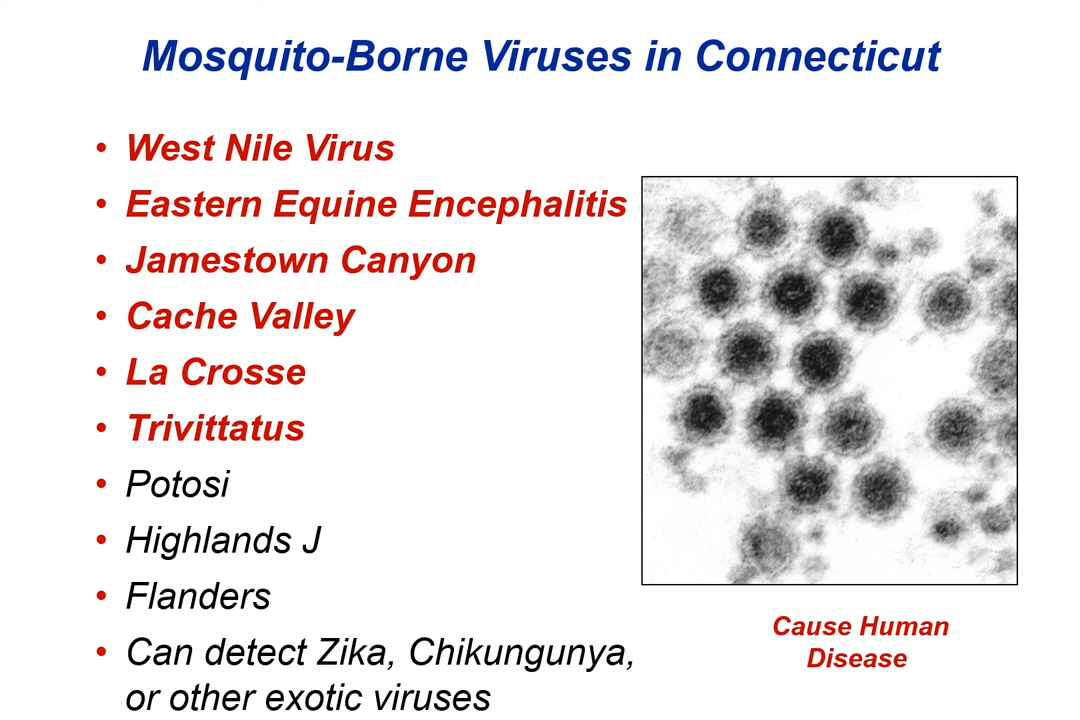 Mosquito-Borne Viruses in Connecticut
• West Nile Virus
• Eastern Equine Encephalitis
• Jamestown Canyon
• Cache Valley
• La Crosse
• Trivittatus
• Potosi
• Highlands J
• Flanders
• Can detect Zika, Chikungunya,
or other exotic viruses
Cause Human
Disease